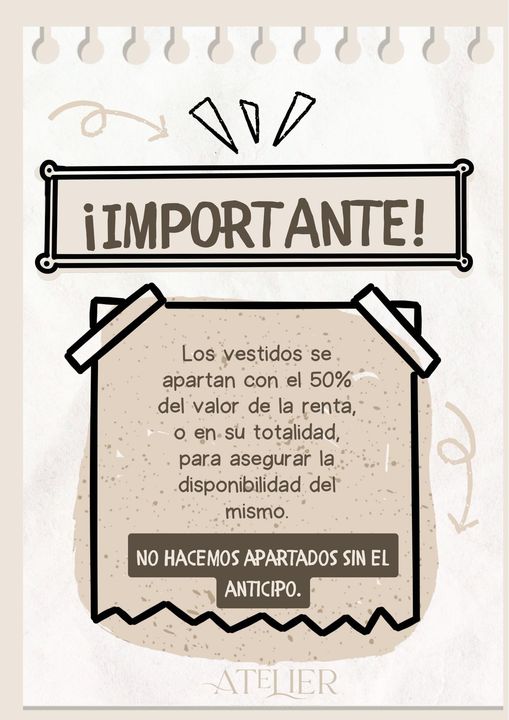 ¡IMPORTANTE!
Los vestidos se
apartan con el 50%
del valor de la renta,
o en su totalidad,
para asegurar la
disponibilidad del
mismo.
NO HACEMOS APARTADOS SIN EL
ANTICIPO.
ATELIER